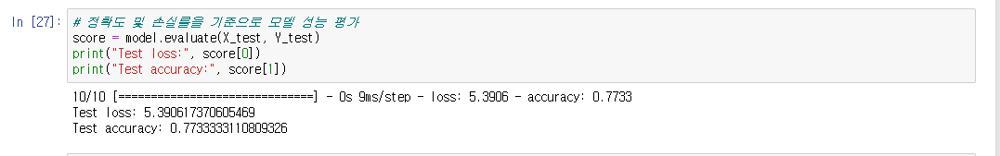 In [27]: # 정확도 및 손실률을 기준으로 모델 성능 평가
score = model.evaluate(X_test, Y_test)
print("Test loss:", score[0])
print("Test accuracy:", score[1])
10/10 [==============================] - 0s 9ms/step - loss: 5.3906 - accuracy: 0.7733
Test loss: 5.390617370605469
Test accuracy: 0.7733333110809326